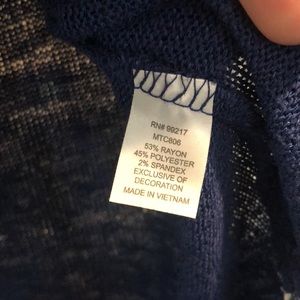 RN# 99217
MTC806
53% RAYON
45% POLYESTER
2% SPANDEX
EXCLUSIVE OF
DECORATION
MADE IN VIETNAM